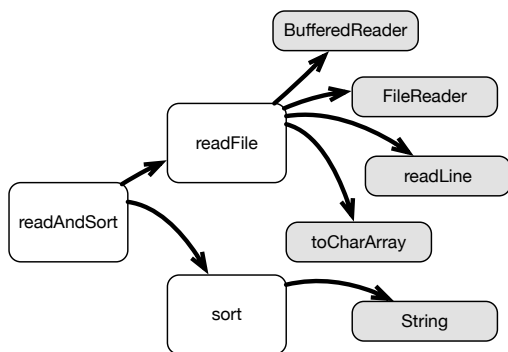 BufferedReader
FileReader
readFile
readLine
readAndSort
toCharArray
sort
String